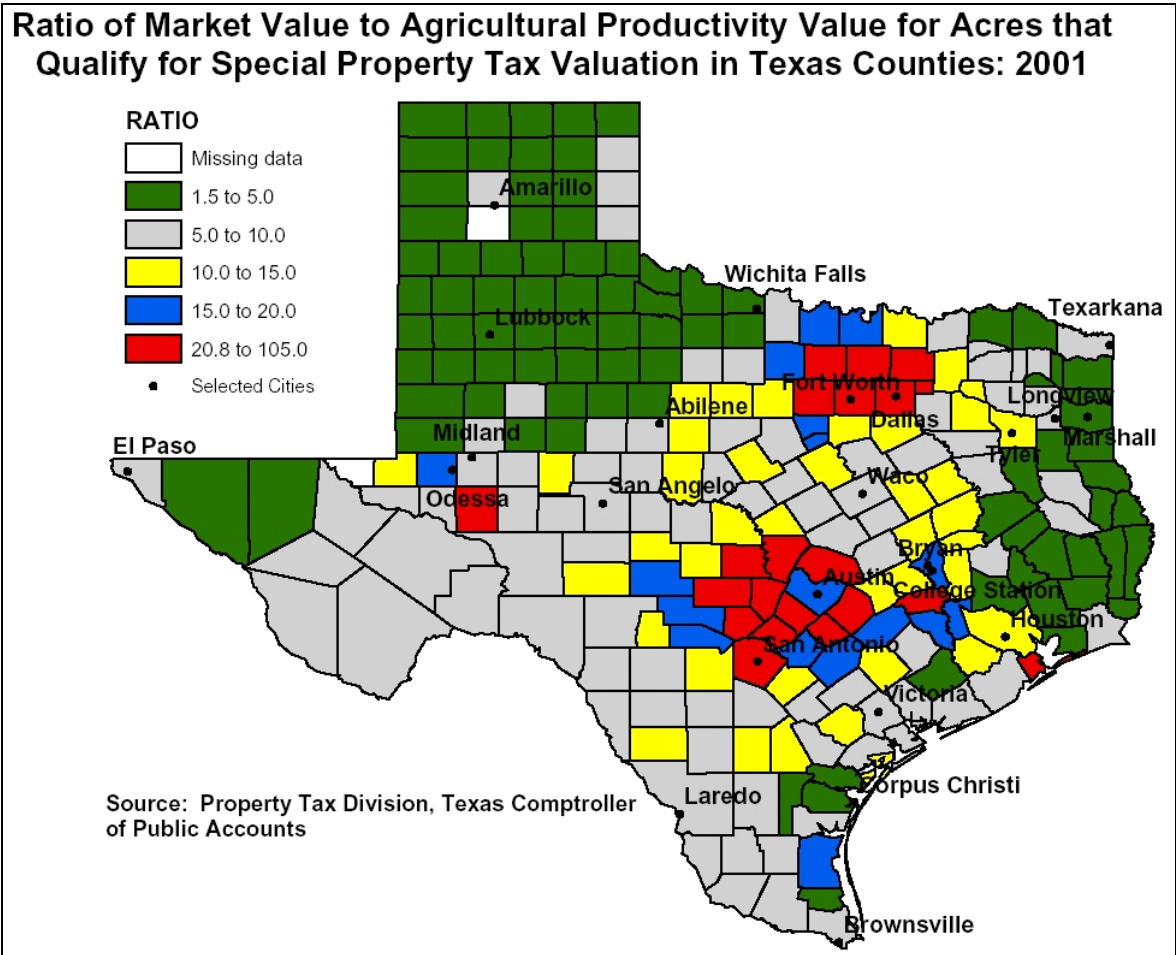 Ratio of Market Value to Agricultural Productivity Value for Acres that
Qualify for Special Property Tax Valuation in Texas Counties: 2001
RATIO
Missing data
1.5 to 5.0
5.0 to 10.0
10.0 to 15.0
15.0 to 20.0
20.8 to 105.0
Selected Cities
Amarillo
Wichita Falls
Texarkana
Lubbock
Fort Worth
Longview
Abilene
Dallas
Midland
Marshall
El Paso
Tyler
Waco
San Angelo
Odessa
Bryan
Austin
College Station
Houston
San Antonio
Victoria
Corpus Christi
Laredo
Source: Property Tax Division, Texas Comptroller
of Public Accounts
Brownsville